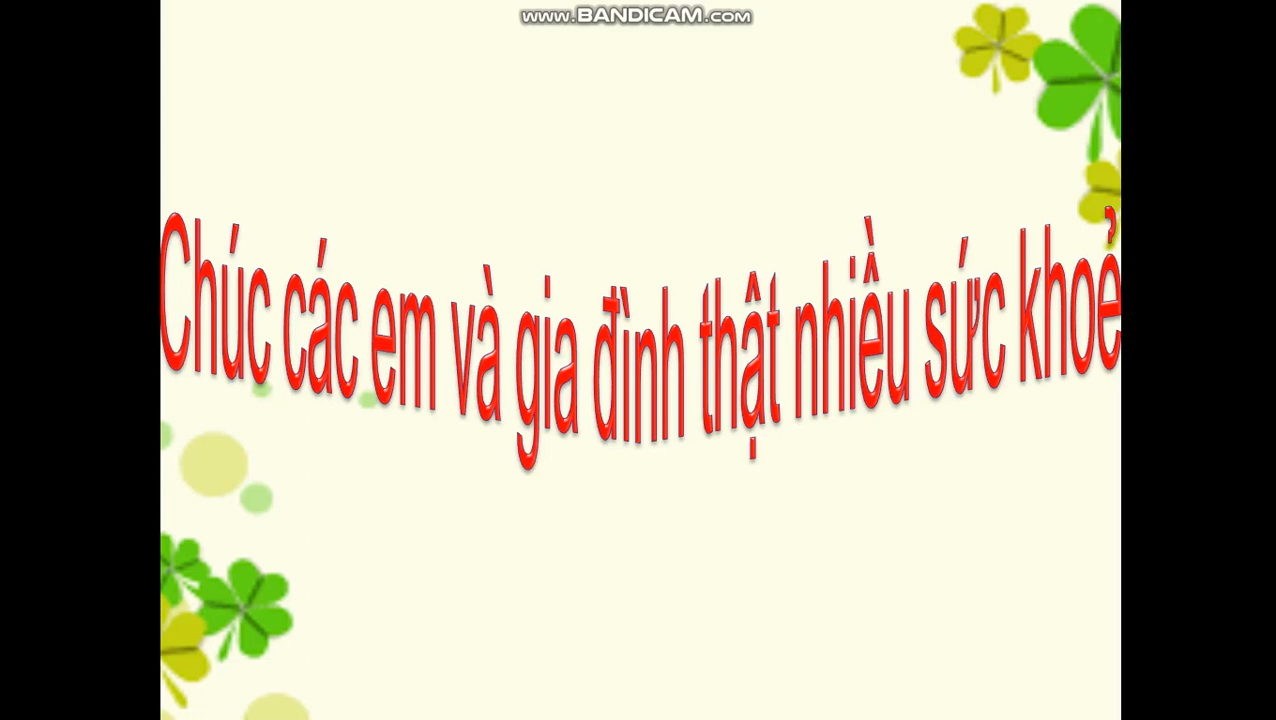 WWW.BANDICAM.COM
Chúc các em và gia đình thật nhiều sức khoẻ